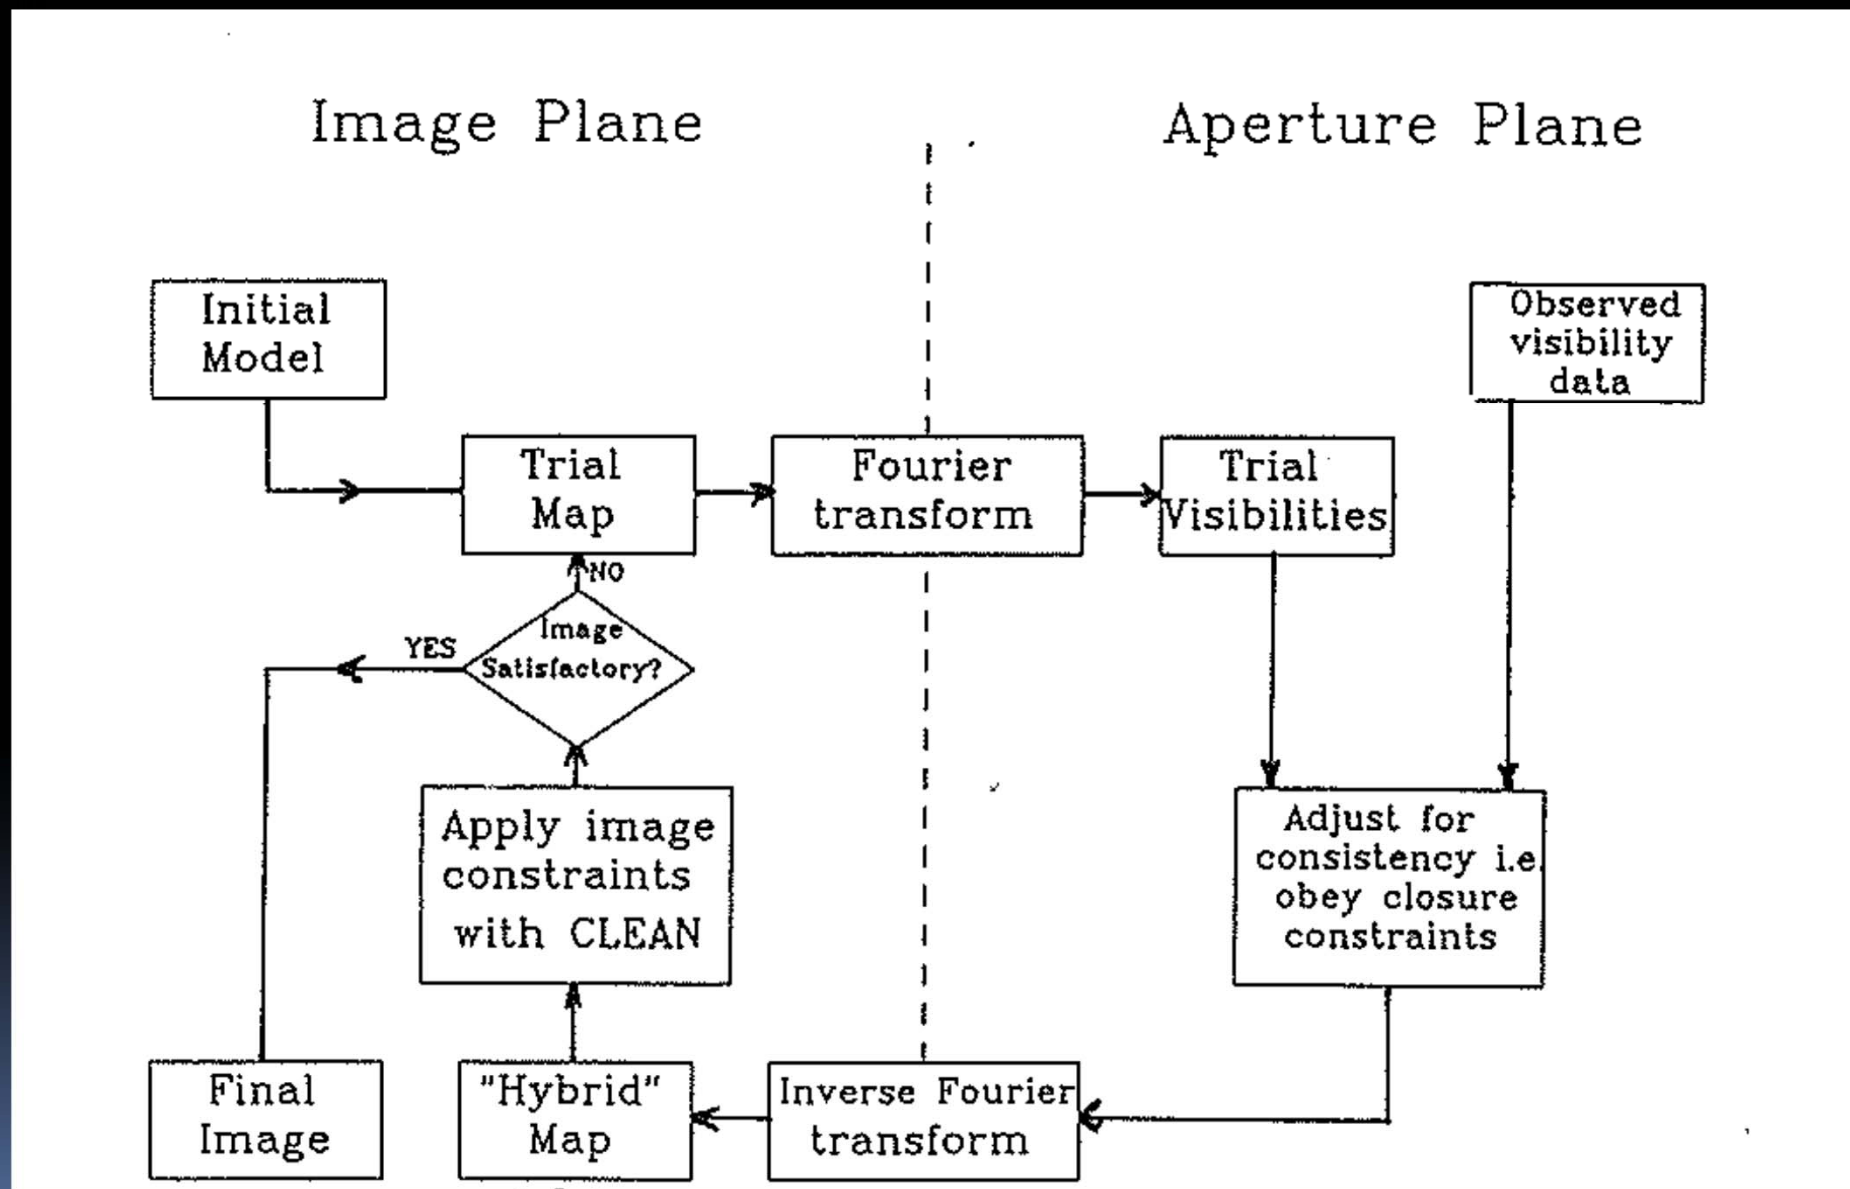 Image Plane
Aperture Plane
Initial
Model
Observed
visibility
data
Trial
Map
Fourier
transform
Trial
Visibilities
NO
Image
Satisfactory?
YES
Apply image
constraints
with CLEAN
Adjust for
consistency i.e.
obey closure
constraints
Final
Image
"Hybrid"
Map
Inverse Fourier
transform